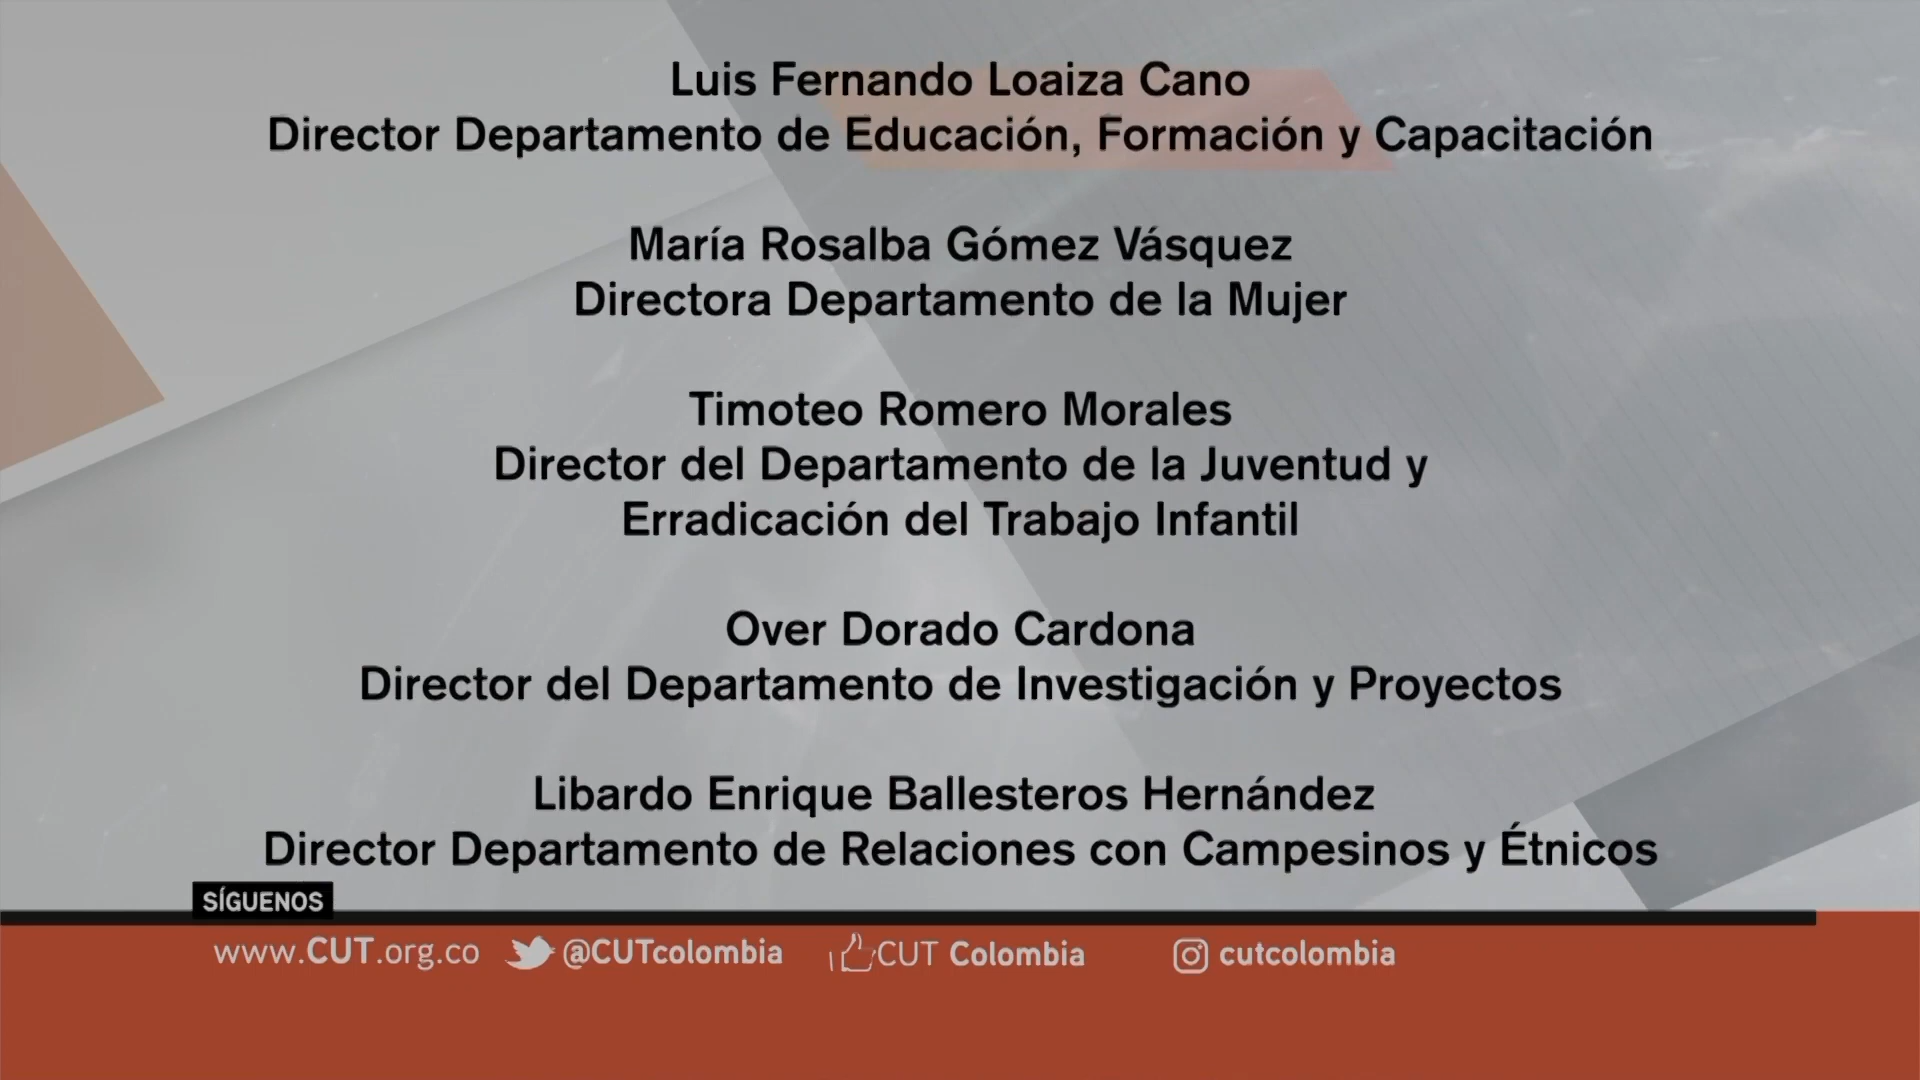 Luis Fernando Loaiza Cano
Director Departamento de Educación, Formación y Capacitación
María Rosalba Gómez Vásquez
Directora Departamento de la Mujer
Timoteo Romero Morales
Director del Departamento de la Juventud y
Erradicación del Trabajo Infantil
Over Dorado Cardona
Director del Departamento de Investigación y Proyectos
Libardo Enrique Ballesteros Hernández
Director Departamento de Relaciones con Campesinos y Étnicos
SÍGUENOS
www.CUT.org.co @CUTcolombia CUT Colombia cutcolombia